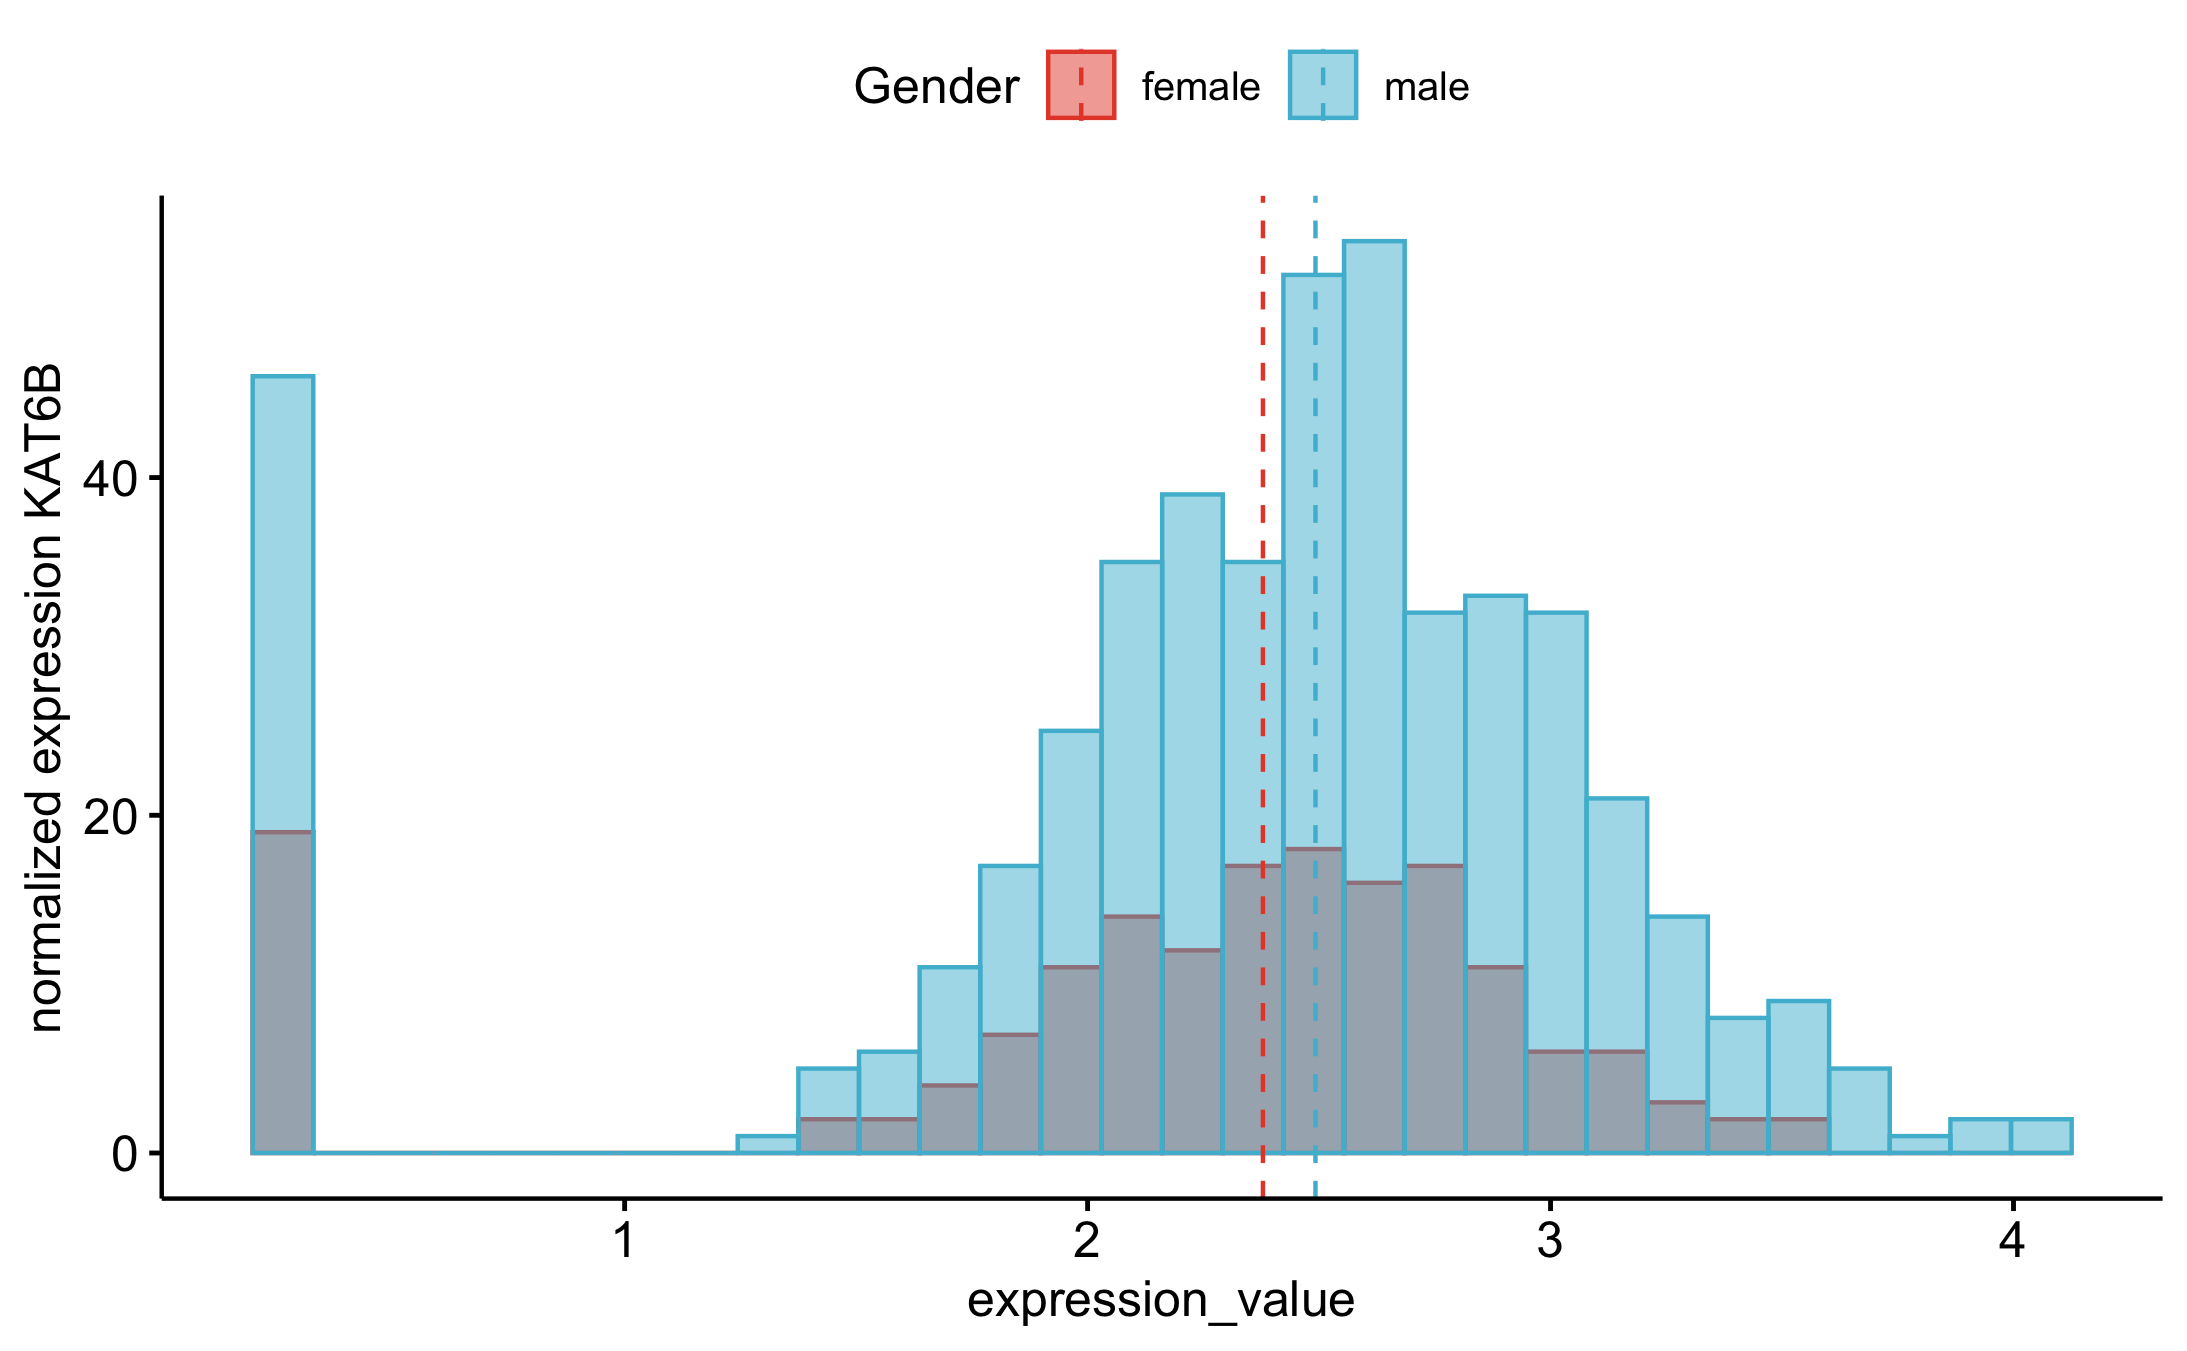 Gender female male
normalized expression KAT6B
40
20
0
1 2 3 4
expression_value